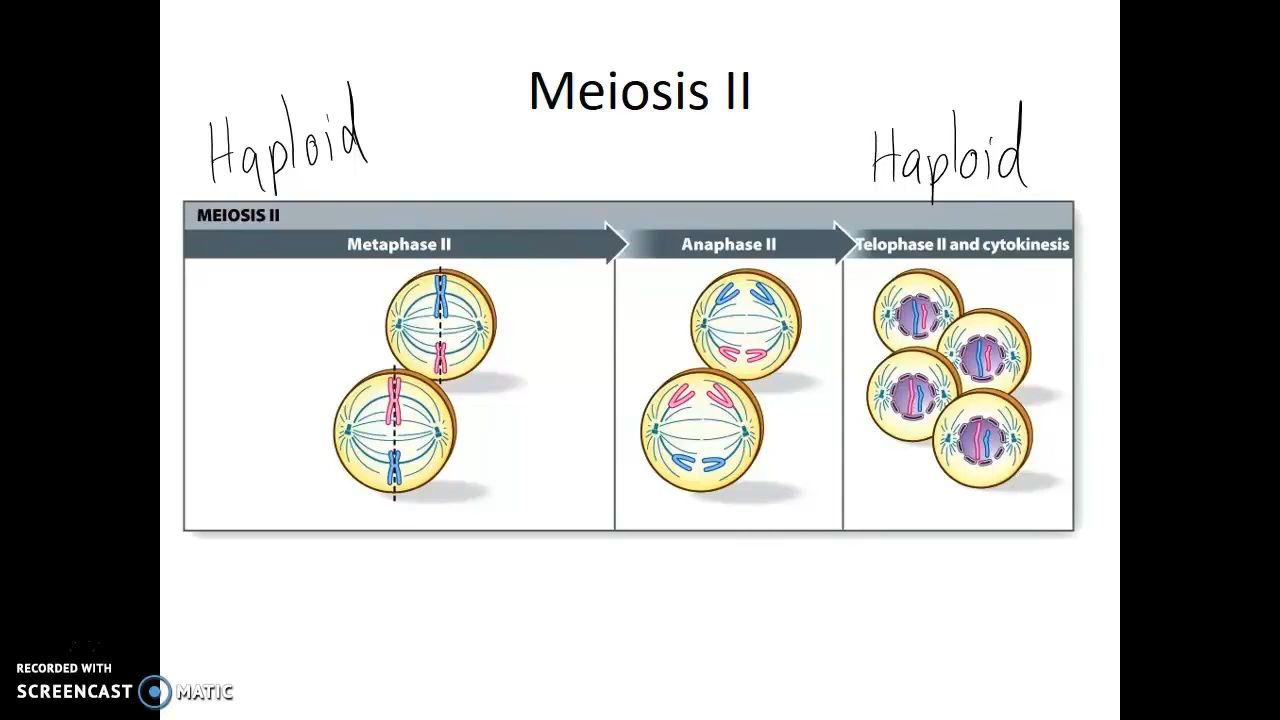 Meiosis II
Haploid
Haploid
MEIOSIS II
Metaphase II
Anaphase II
Telophase II and cytokinesis
RECORDED WITH
SCREENCAST MATIC